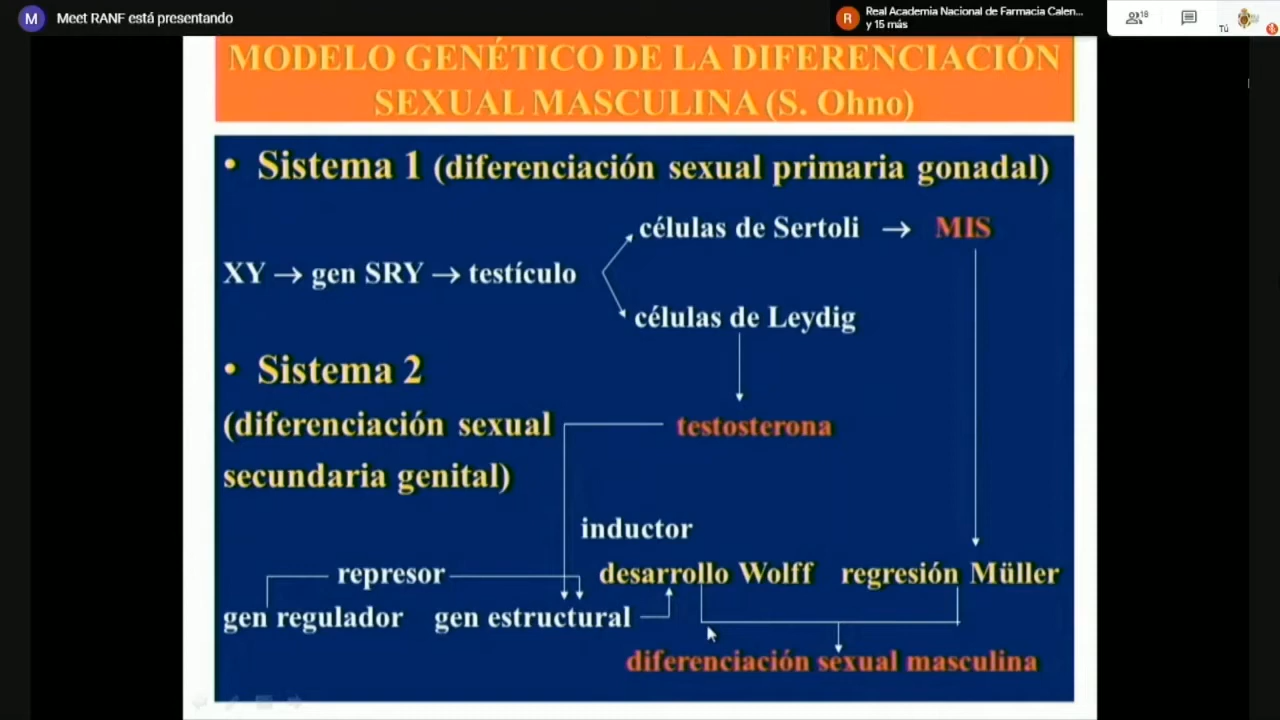 M Meet RANF está presentando
R Real Academia Nacional de Farmacia Calen...
y 15 más
18
Tú
MODELO GENÉTICO DE LA DIFERENCIACIÓN
SEXUAL MASCULINA (S. Ohno)
• Sistema 1 (diferenciación sexual primaria gonadal)
células de Sertoli → MIS
XY → gen SRY → testículo
células de Leydig
• Sistema 2
(diferenciación sexual
testosterona
secundaria genital)
inductor
represor
desarrollo Wolff
regresión Müller
gen regulador
gen estructural
diferenciación sexual masculina